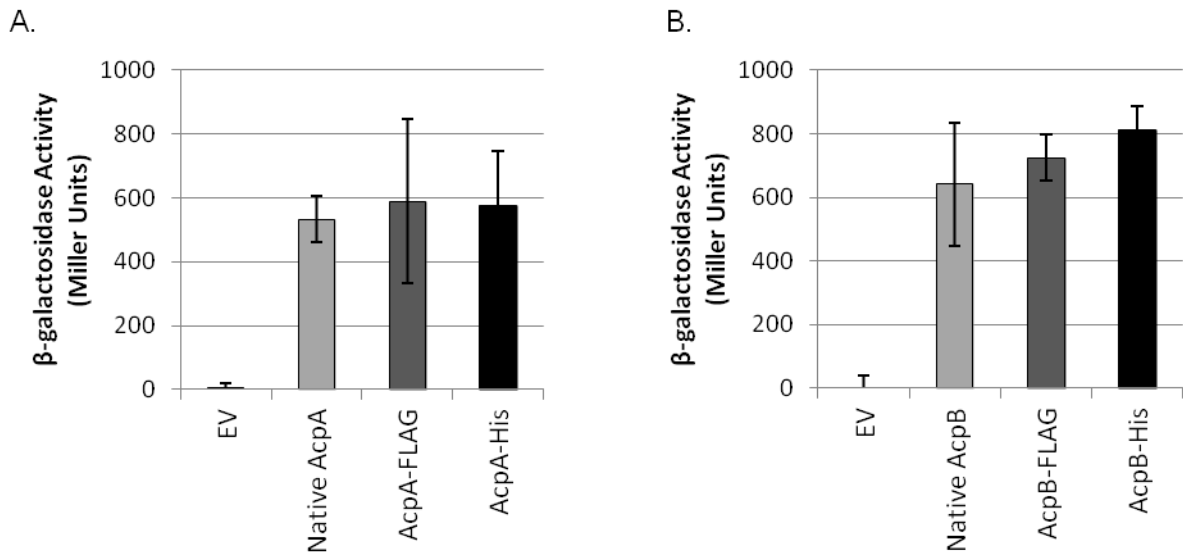 A.
β-galactosidase Activity
(Miller Units)
1000
800
600
400
200
0
EV
Native AcpA
AcpA-FLAG
AcpA-His
B.
β-galactosidase Activity
(Miller Units)
1000
800
600
400
200
0
EV
Native AcpB
AcpB-FLAG
AcpB-His